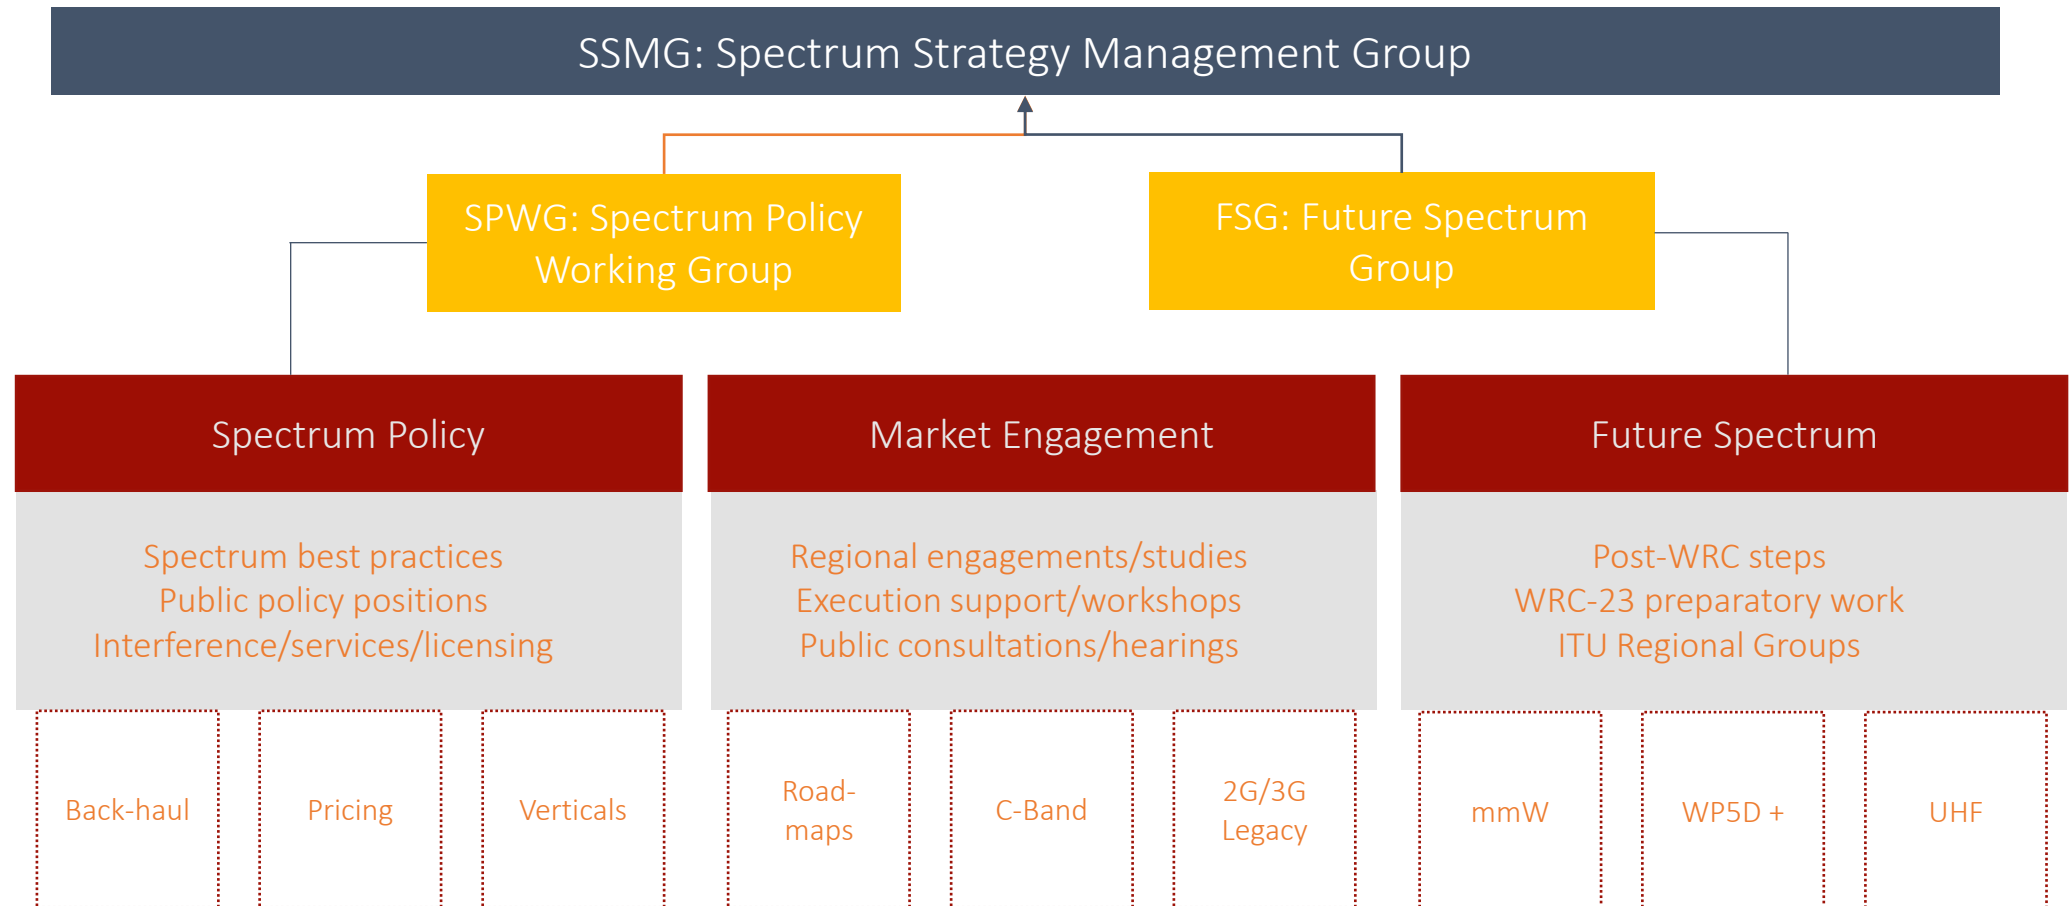 SSMG: Spectrum Strategy Management Group
SPWG: Spectrum Policy
Working Group
FSG: Future Spectrum
Group
Spectrum Policy
Market Engagement
Future Spectrum
Spectrum best practices
Public policy positions
Interference/services/licensing
Regional engagements/studies
Execution support/workshops
Public consultations/hearings
Post-WRC steps
WRC-23 preparatory work
ITU Regional Groups
Back-haul
Pricing
Verticals
Road-
maps
C-Band
2G/3G
Legacy
mmW
WP5D +
UHF